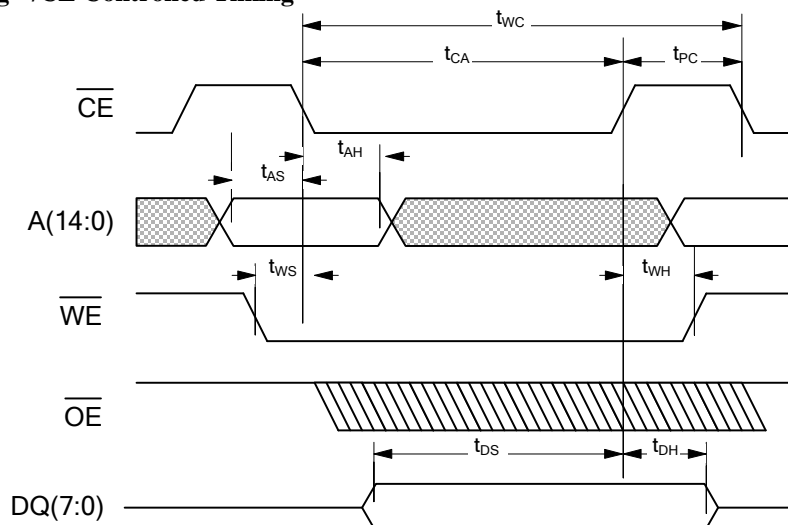 Controlled Timing
tWC
tCA
tPC
CE
tAH
tAS
A(14:0)
tWS
tWH
WE
OE
tDS
tDH
DQ(7:0)